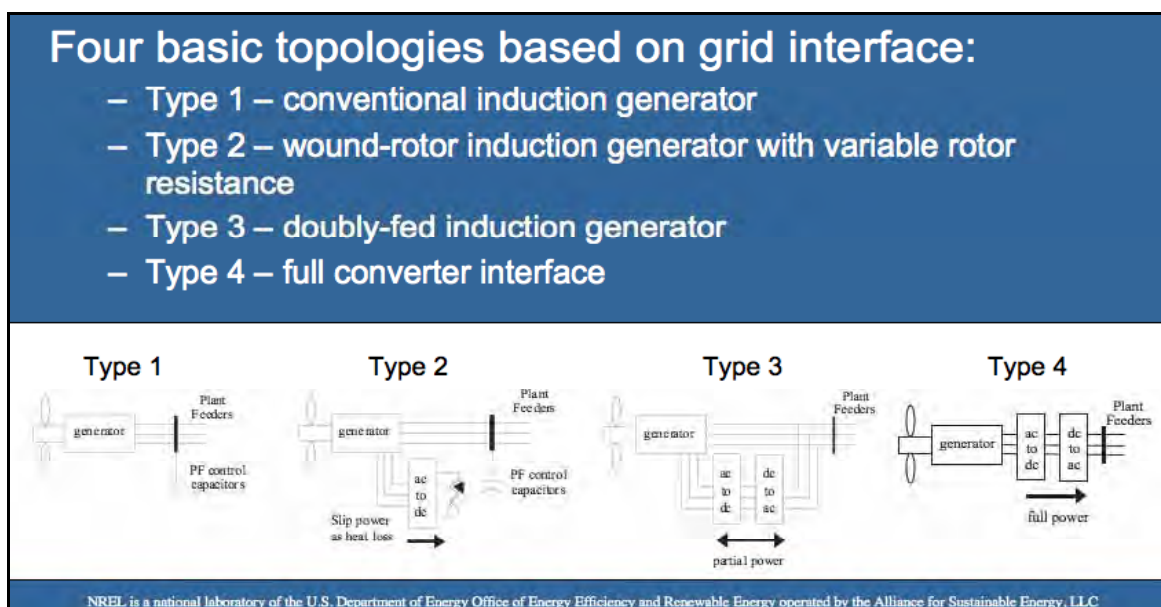 Four basic topologies based on grid interface:
– Type 1 – conventional induction generator
– Type 2 – wound-rotor induction generator with variable rotor
resistance
– Type 3 – doubly-fed induction generator
– Type 4 – full converter interface
Type 1
generator
Plant
Feeders
PF control
capacitors
Type 2
generator
Plant
Feeders
ac
to
dc
PF control
capacitors
Slip power
as heat loss
Type 3
generator
Plant
Feeders
ac
to
dc
dc
to
ac
partial power
Type 4
generator
ac
to
dc
dc
to
ac
Plant
Feeders
full power
NREL is a national laboratory of the U.S. Department of Energy Office of Energy Efficiency and Renewable Energy operated by the Alliance for Sustainable Energy, LLC